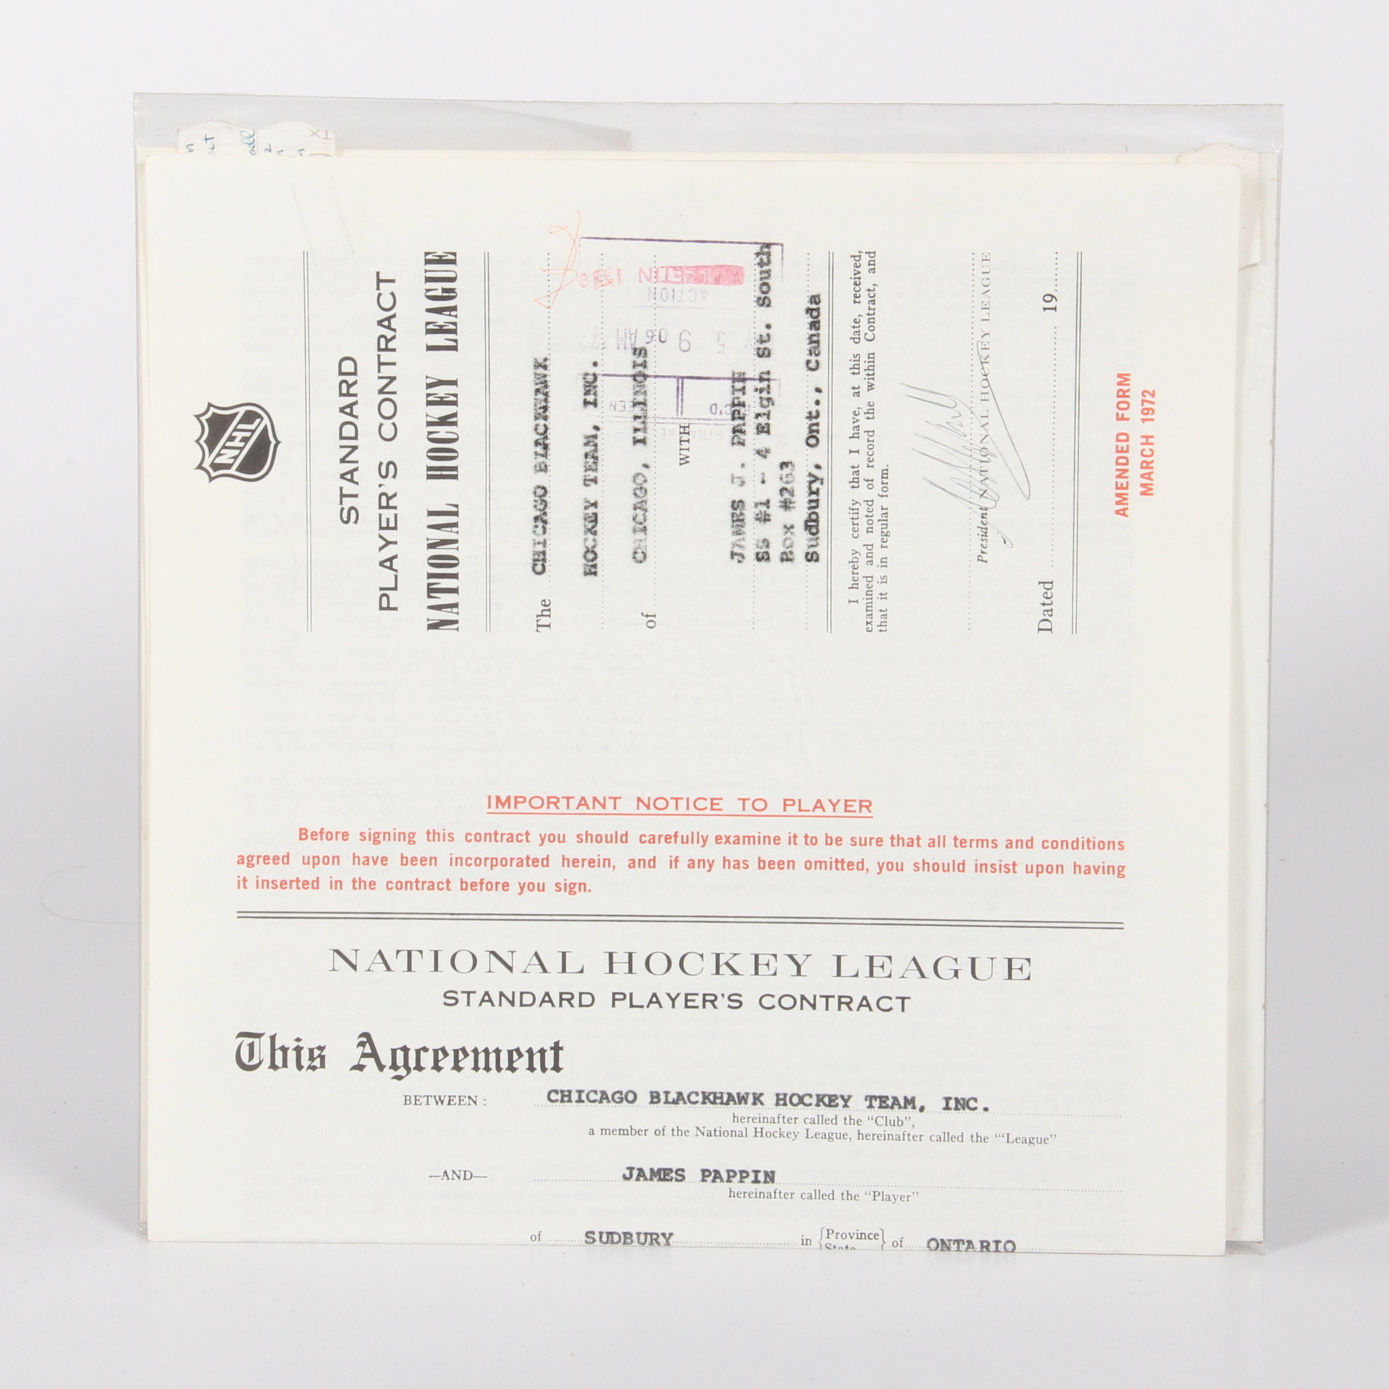 NHL
STANDARD
PLAYER'S CONTRACT
NATIONAL HOCKEY LEAGUE
The CHICAGO BLACKHAWK
HOCKEY TEAM, INC.
of CHICAGO, ILLINOIS
WITH
JAMES J. PAPPIN
SS #1 - 4 Elgin St. South
Box #263
Sudbury, Ont., Canada
I hereby certify that I have, at this date, received,
examined and noted of record the within Contract, and
that it is in regular form.
President NATIONAL HOCKEY LEAGUE
Dated 19
AMENDED FORM
MARCH 1972
IMPORTANT NOTICE TO PLAYER
Before signing this contract you should carefully examine it to be sure that all terms and conditions
agreed upon have been incorporated herein, and if any has been omitted, you should insist upon having
it inserted in the contract before you sign.
NATIONAL HOCKEY LEAGUE
STANDARD PLAYER'S CONTRACT
This Agreement
BETWEEN: CHICAGO BLACKHAWK HOCKEY TEAM, INC.
hereinafter called the "Club",
a member of the National Hockey League, hereinafter called the "'League"
—AND— JAMES PAPPIN
hereinafter called the "Player"
of SUDBURY in {Province State} of ONTARIO